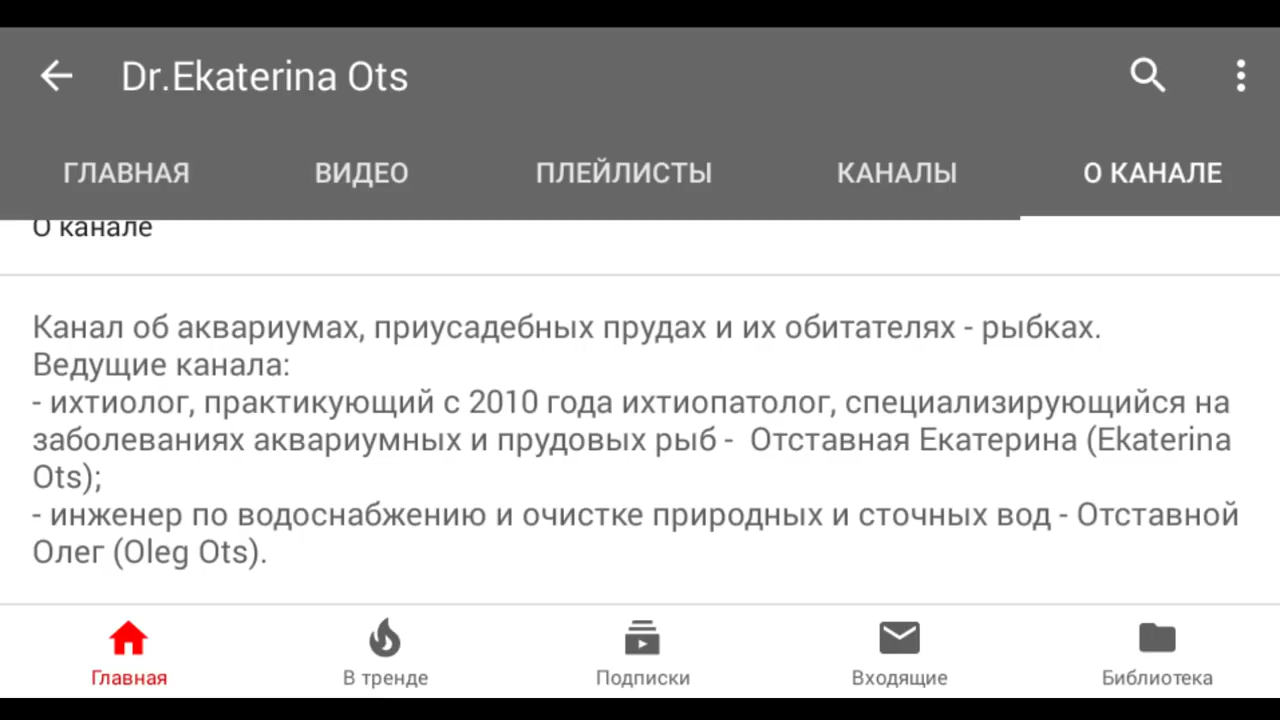 Dr.Ekaterina Ots
ГЛАВНАЯ ВИДЕО ПЛЕЙЛИСТЫ КАНАЛЫ О КАНАЛЕ
О канале
Канал об аквариумах, приусадебных прудах и их обитателях - рыбках.
Ведущие канала:
- ихтиолог, практикующий с 2010 года ихтиопатолог, специализирующийся на
заболеваниях аквариумных и прудовых рыб - Отставная Екатерина (Ekaterina
Ots);
- инженер по водоснабжению и очистке природных и сточных вод - Отставной
Олег (Oleg Ots).
Главная В тренде Подписки Входящие Библиотека